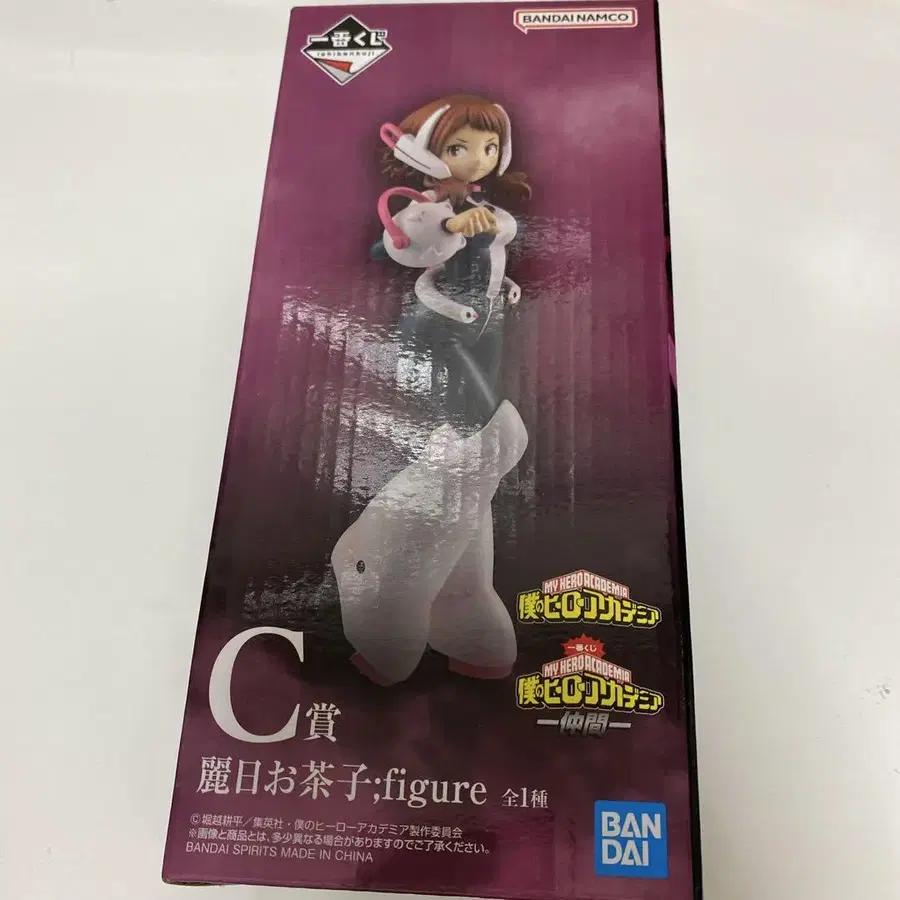 一番くじ
ichibankuji
BANDAI NAMCO
MY HERO ACADEMIA
僕のヒーローアカデミア
一番くじ
MY HERO ACADEMIA
僕のヒーローアカデミア
—仲間—
C賞
麗日お茶子;figure 全1種
©堀越耕平/集英社・僕のヒーローアカデミア製作委員会
※画像と商品とは、多少異なる場合がありますのでご了承ください。
BANDAI SPIRITS MADE IN CHINA
BAN
DAI